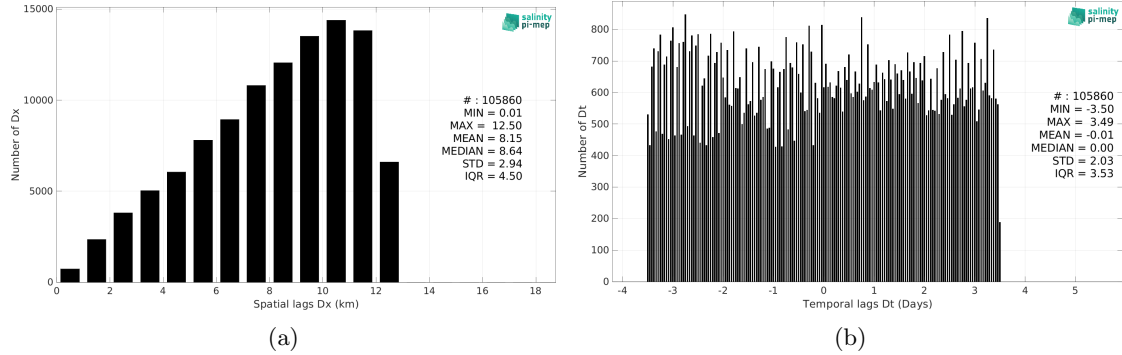 15000
10000
5000
0
Number of Dx
0 2 4 6 8 10 12 14 16 18
Spatial lags Dx (km)
salinity
pi-mep
# : 105860
MIN = 0.01
MAX = 12.50
MEAN = 8.15
MEDIAN = 8.64
STD = 2.94
IQR = 4.50
(a)
800
700
600
500
400
300
200
100
0
Number of Dt
-4 -3 -2 -1 0 1 2 3 4 5
Temporal lags Dt (Days)
salinity
pi-mep
# : 105860
MIN = -3.50
MAX = 3.49
MEAN = -0.01
MEDIAN = 0.00
STD = 2.03
IQR = 3.53
(b)